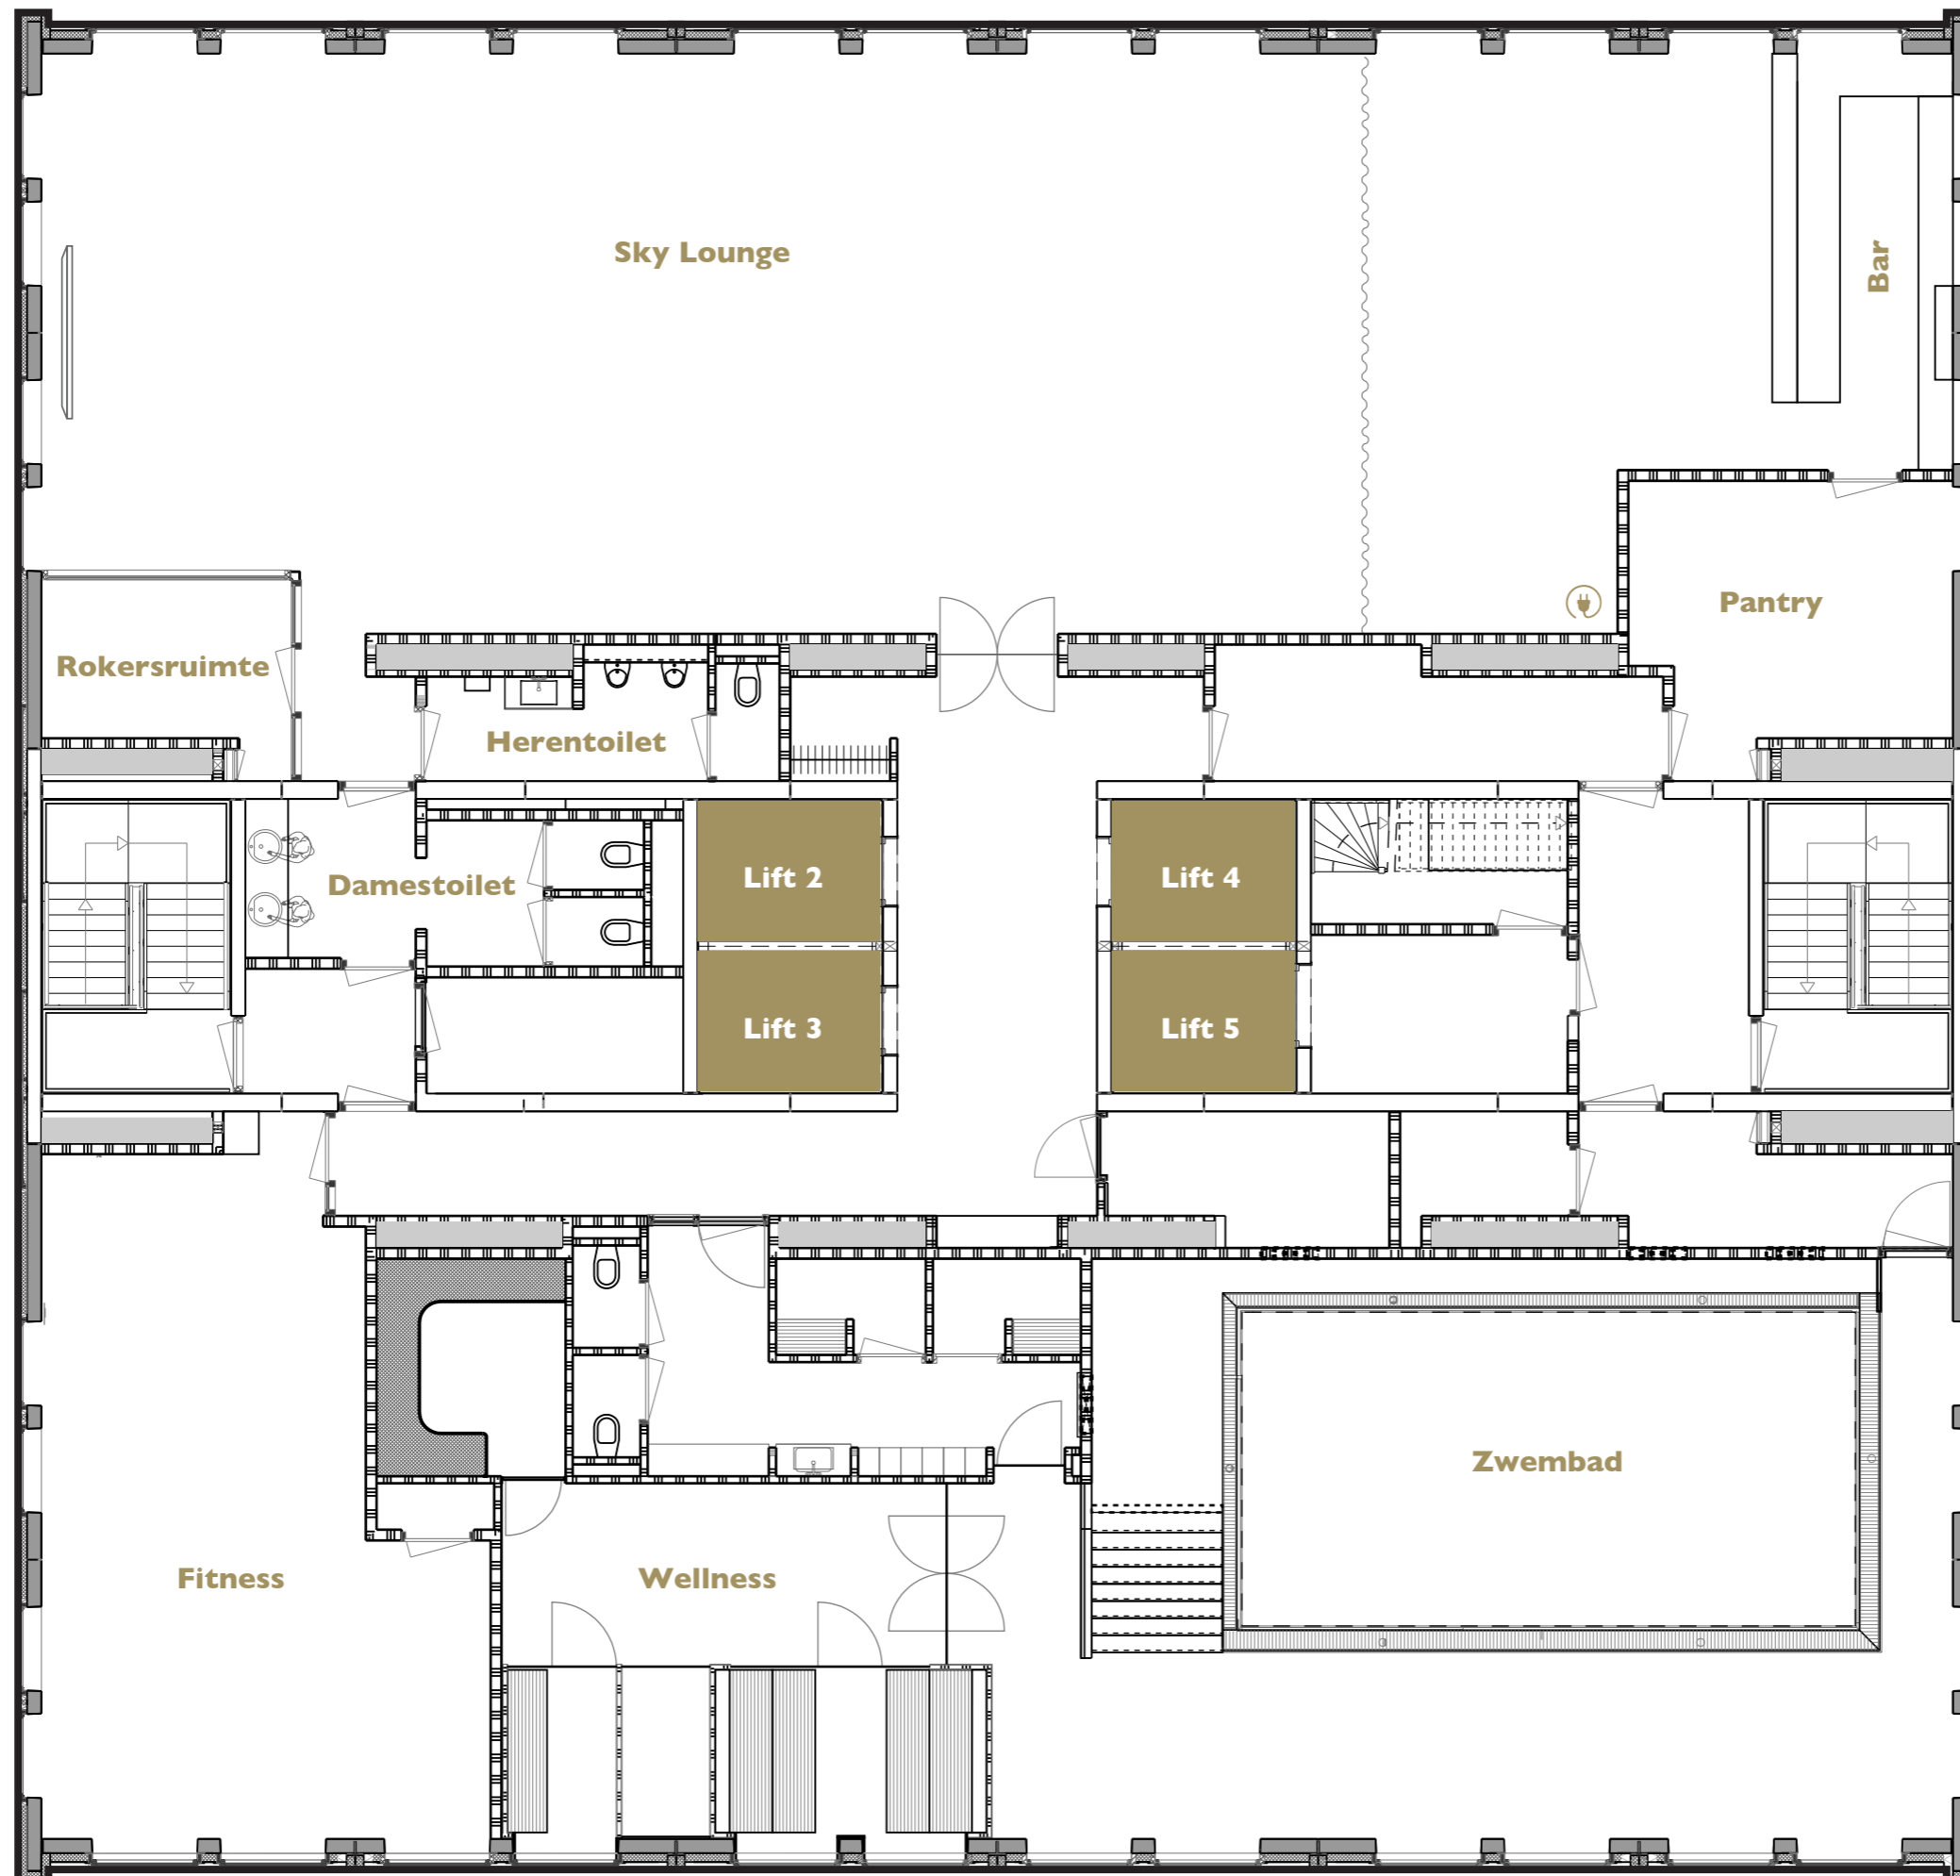 Sky Lounge
Bar
Pantry
Rokersruimte
Herentoilet
Damestoilet
Lift 2
Lift 4
Lift 3
Lift 5
Zwembad
Fitness
Wellness